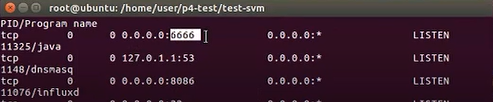 root@ubuntu: /home/user/p4-test/test-svm
PID/Program name
tcp 0 0 0.0.0.0:6666 0.0.0.0:* LISTEN
11325/java
tcp 0 0 127.0.1.1:53 0.0.0.0:* LISTEN
1148/dnsmasq
tcp 0 0 0.0.0.0:8086 0.0.0.0:* LISTEN
11076/influxd